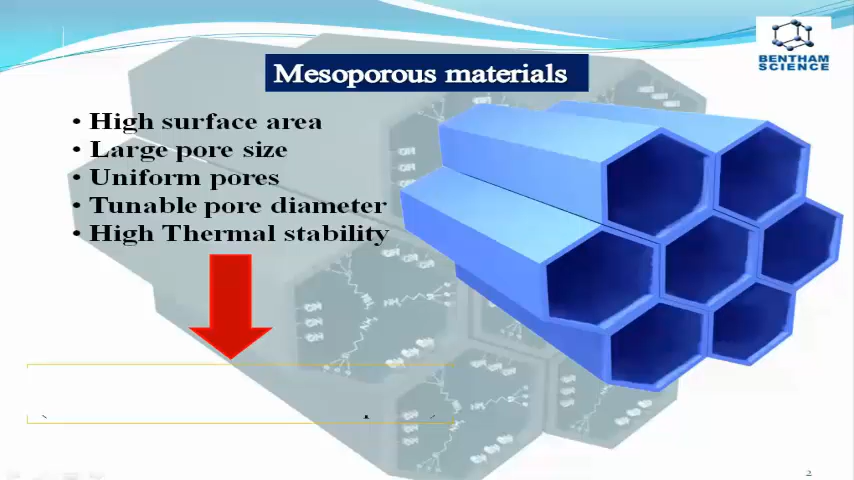 BENTHAM
SCIENCE
Mesoporous materials
• High surface area
• Large pore size
• Uniform pores
• Tunable pore diameter
• High Thermal stability
2